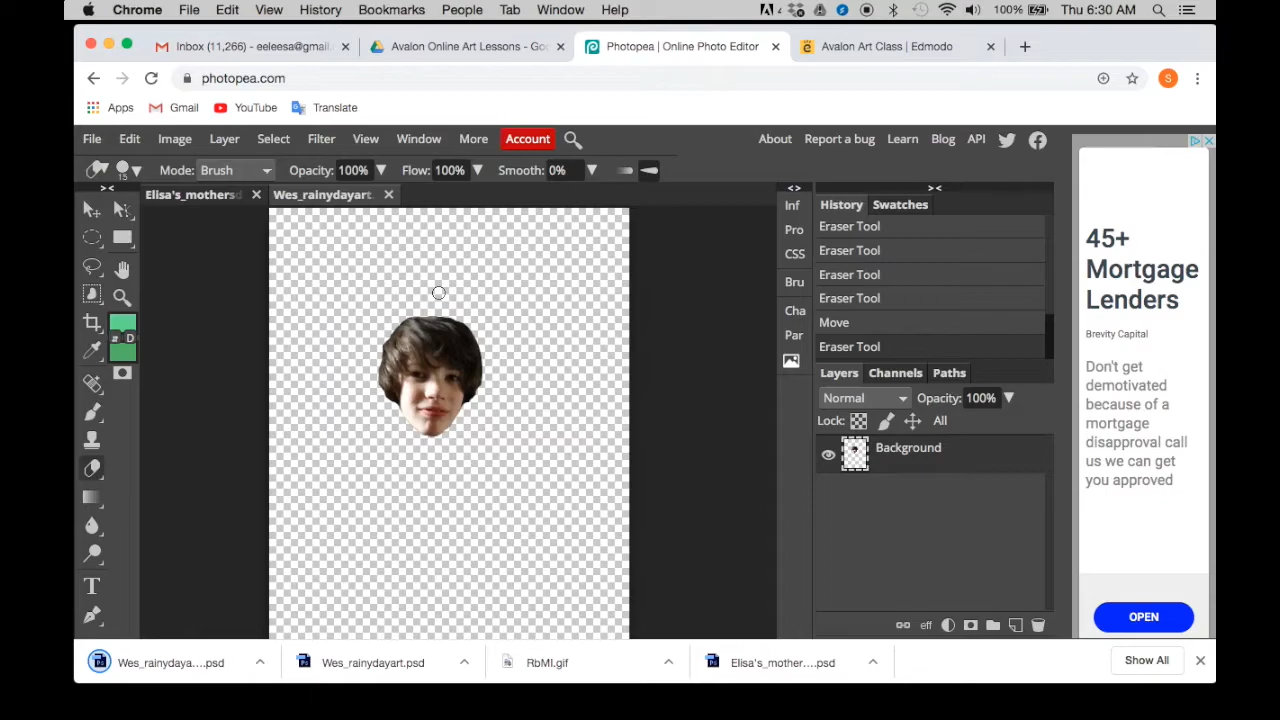 Chrome File Edit View History Bookmarks People Tab Window Help 100% Thu 6:30 AM
Inbox (11,266) - eeleesa@gmail. Avalon Online Art Lessons - Goo Photopea | Online Photo Editor Avalon Art Class | Edmodo
photopea.com S
Apps Gmail YouTube Translate
File Edit Image Layer Select Filter View Window More Account About Report a bug Learn Blog API
15 Mode: Brush Opacity: 100% Flow: 100% Smooth: 0%
Elisa's_mothersd Wes_rainydayart.
Inf
Pro
CSS
Bru
Cha
Par
History Swatches
Eraser Tool
Eraser Tool
Eraser Tool
Eraser Tool
Move
Eraser Tool
Layers Channels Paths
Normal Opacity: 100%
Lock: All
Background
eff
D
T
45+
Mortgage
Lenders
Brevity Capital
Don't get
demotivated
because of a
mortgage
disapproval call
us we can get
you approved
OPEN
Wes_rainydaya....psd Wes_rainydayart.psd RbMI.gif Elisa's_mother....psd Show All